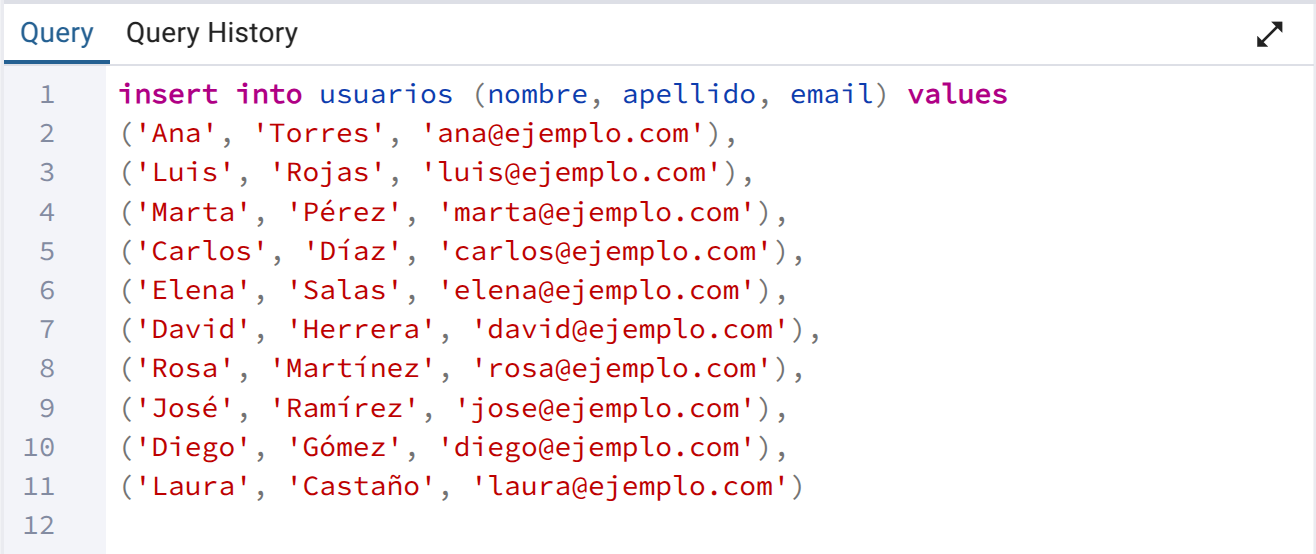 Query Query History
1 insert into usuarios (nombre, apellido, email) values
2 ('Ana', 'Torres', 'ana@ejemplo.com'),
3 ('Luis', 'Rojas', 'luis@ejemplo.com'),
4 ('Marta', 'Pérez', 'marta@ejemplo.com'),
5 ('Carlos', 'Díaz', 'carlos@ejemplo.com'),
6 ('Elena', 'Salas', 'elena@ejemplo.com'),
7 ('David', 'Herrera', 'david@ejemplo.com'),
8 ('Rosa', 'Martínez', 'rosa@ejemplo.com'),
9 ('José', 'Ramírez', 'jose@ejemplo.com'),
10 ('Diego', 'Gómez', 'diego@ejemplo.com'),
11 ('Laura', 'Castaño', 'laura@ejemplo.com')
12